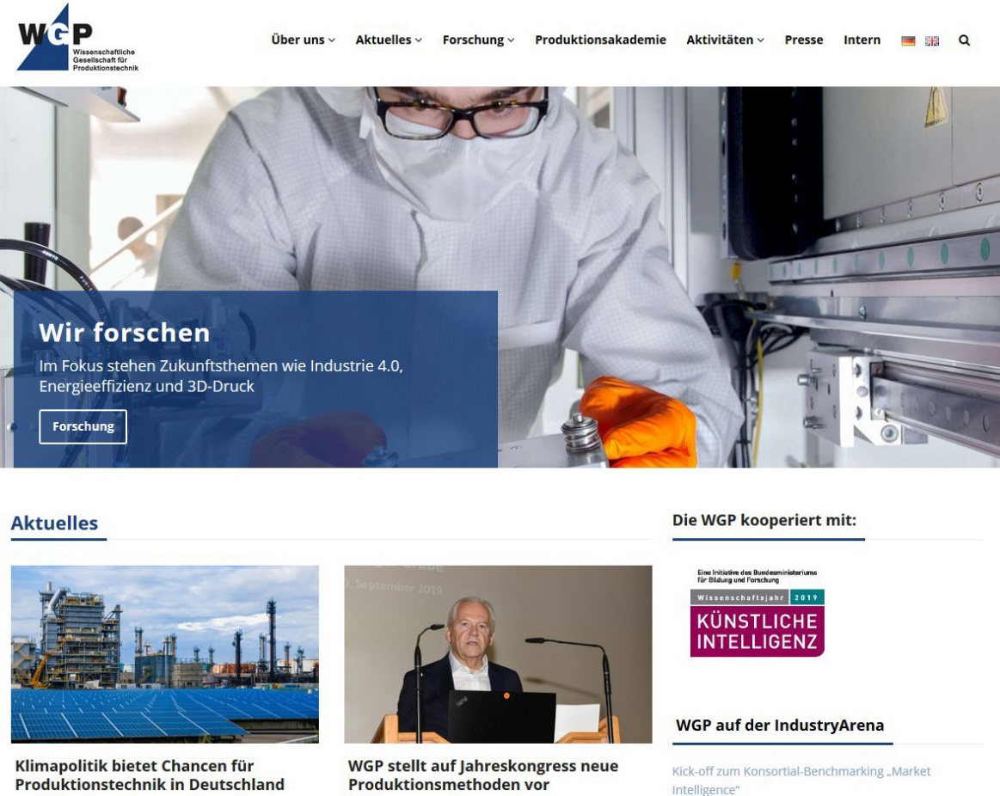 WGP
Wissenschaftliche
Gesellschaft für
Produktionstechnik
Über uns
Aktuelles
Forschung
Produktionsakademie
Aktivitäten
Presse
Intern
Wir forschen
Im Fokus stehen Zukunftsthemen wie Industrie 4.0,
Energieeffizienz und 3D-Druck
Forschung
Aktuelles
September 2019
Klimapolitik bietet Chancen für
Produktionstechnik in Deutschland
WGP stellt auf Jahreskongress neue
Produktionsmethoden vor
Die WGP kooperiert mit:
Eine Initiative des Bundesministeriums
für Bildung und Forschung
Wissenschaftsjahr 2019
KÜNSTLICHE
INTELLIGENZ
WGP auf der IndustryArena
Kick-off zum Konsortial-Benchmarking „Market
Intelligence“